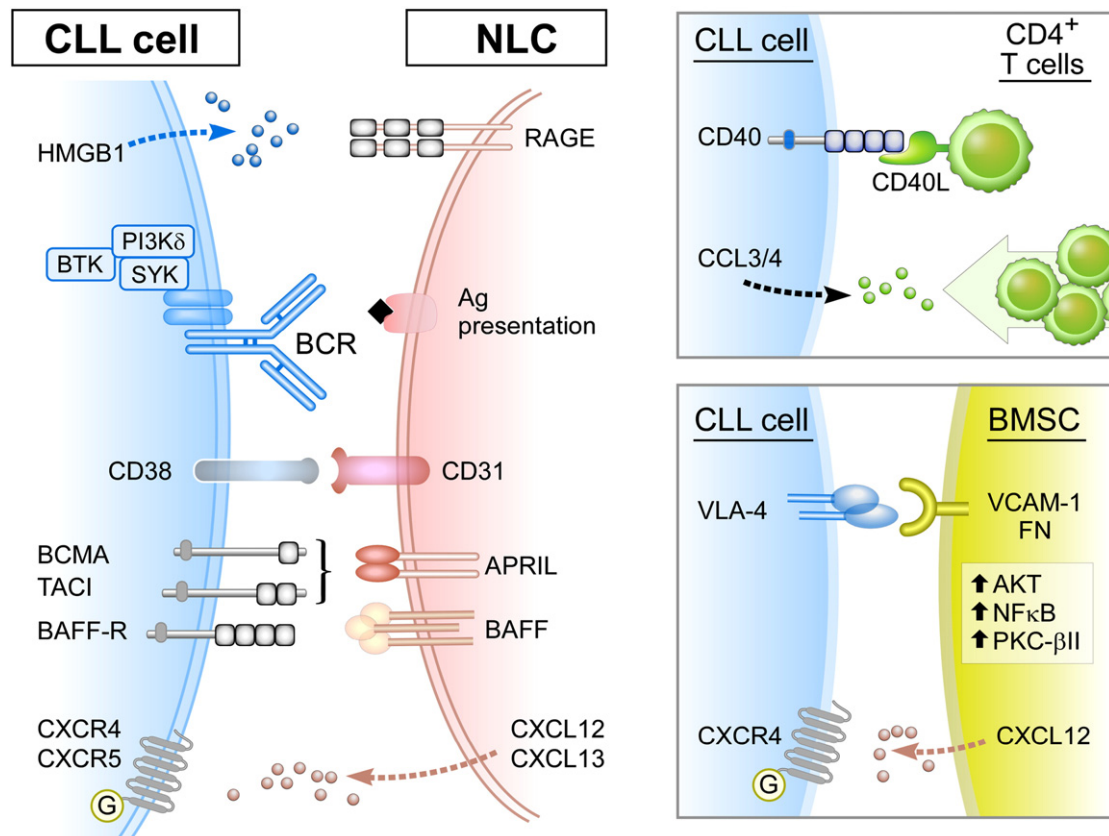 CLL cell
NLC
HMGB1
RAGE
PI3Kδ
BTK
SYK
BCR
Ag
presentation
CD38
CD31
BCMA
TACI
APRIL
BAFF-R
BAFF
CXCR4
CXCR5
CXCL12
CXCL13
G
CLL cell
CD4+
T cells
CD40
CD40L
CCL3/4
CLL cell
BMSC
VLA-4
VCAM-1
FN
AKT
NFκB
PKC-βII
CXCR4
CXCL12
G